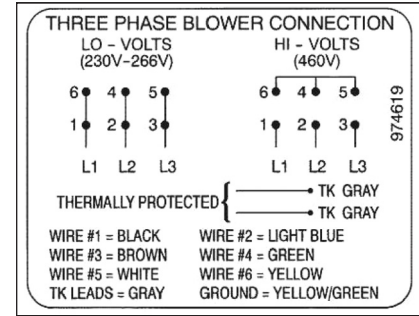 THREE PHASE BLOWER CONNECTION
LO - VOLTS HI - VOLTS
(230V-266V) (460V)
6 4 5 6 4 5
1 2 3 1 2 3
L1 L2 L3 L1 L2 L3
974619
THERMALLY PROTECTED { TK GRAY
TK GRAY
WIRE #1 = BLACK WIRE #2 = LIGHT BLUE
WIRE #3 = BROWN WIRE #4 = GREEN
WIRE #5 = WHITE WIRE #6 = YELLOW
TK LEADS = GRAY GROUND = YELLOW/GREEN